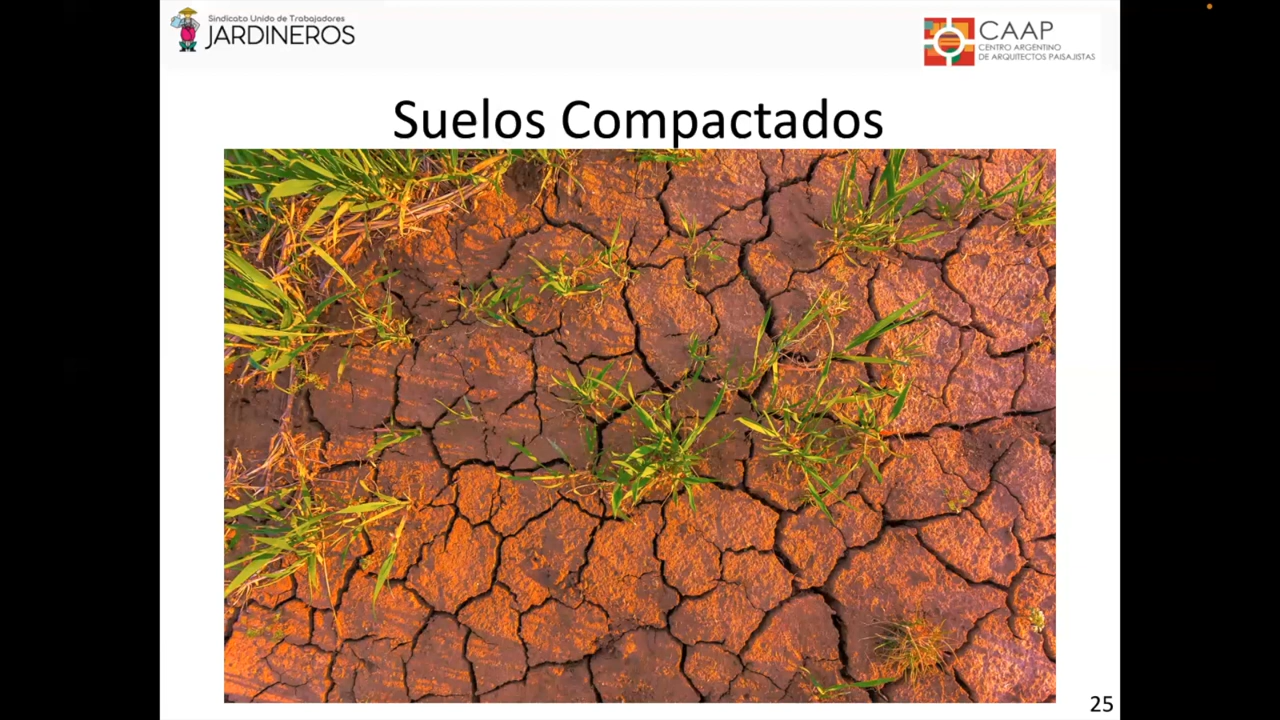 Sindicato Unido de Trabajadores
JARDINEROS
CAAP
CENTRO ARGENTINO
DE ARQUITECTOS PAISAJISTAS
Suelos Compactados
25